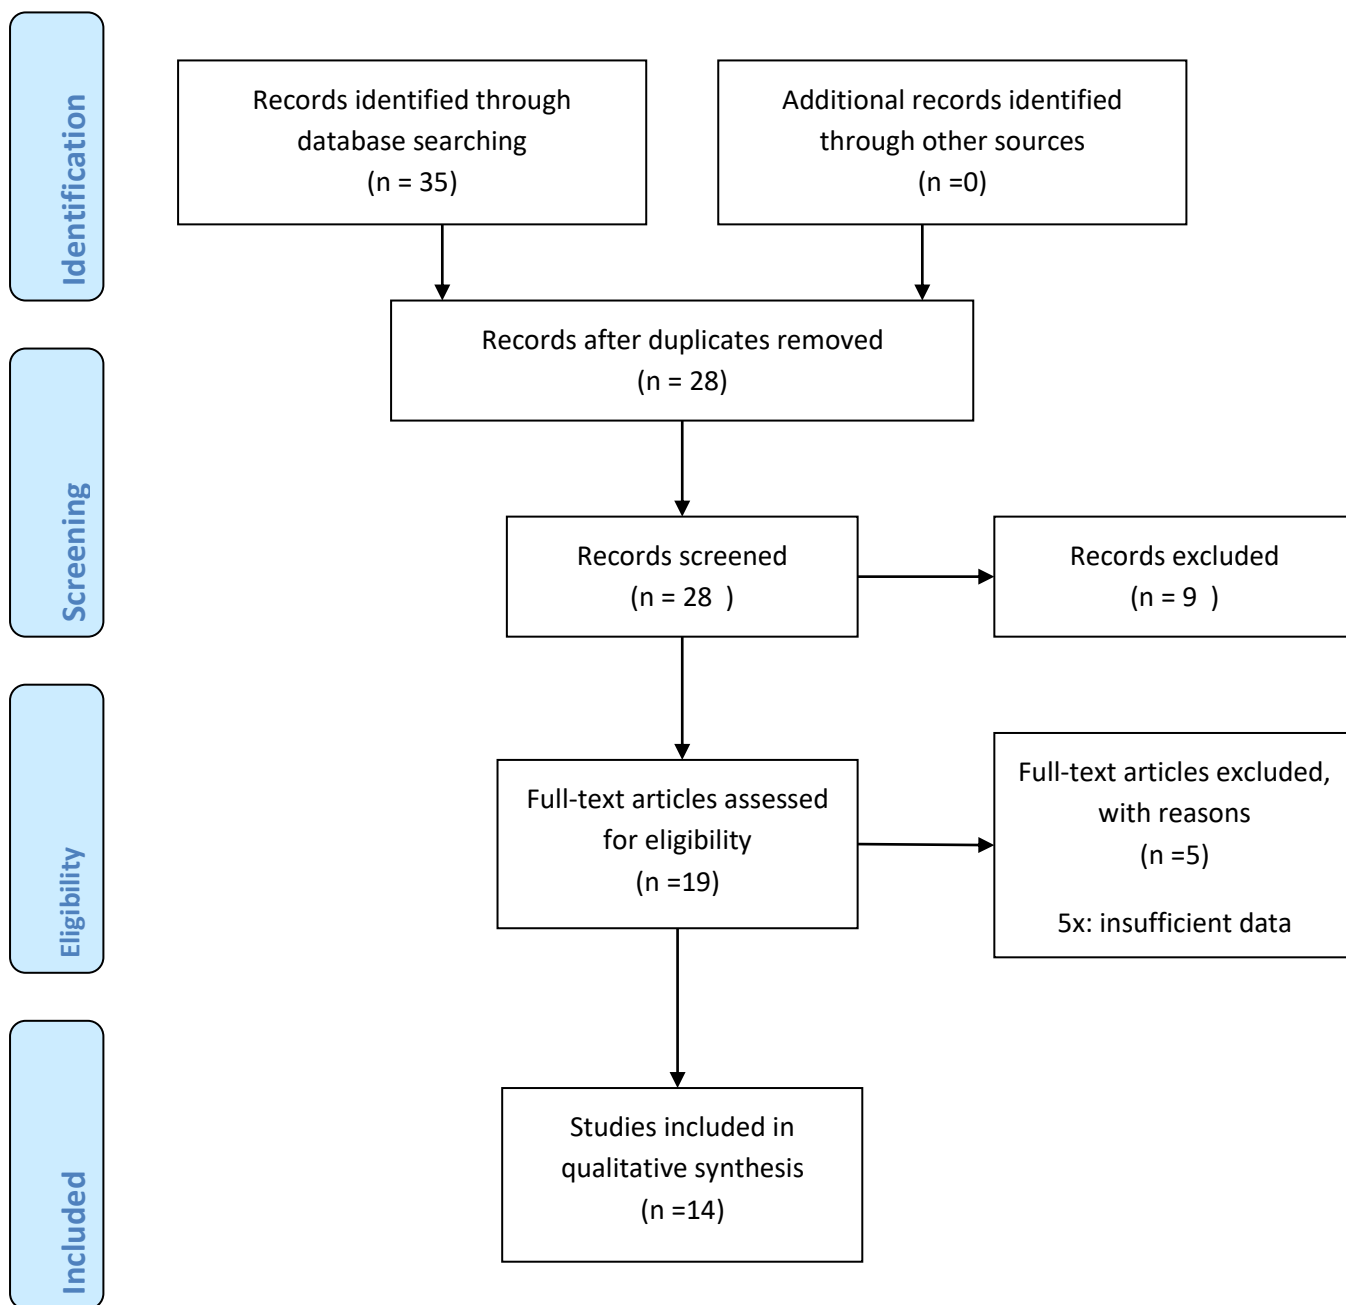 Identification
Records identified through
database searching
(n = 35)
Additional records identified
through other sources
(n =0)
Records after duplicates removed
(n = 28)
Screening
Records screened
(n = 28  )
Records excluded
(n = 9  )
Eligibility
Full-text articles assessed
for eligibility
(n =19)
Full-text articles excluded,
with reasons
(n =5)
5x: insufficient data
Included
Studies included in
qualitative synthesis
(n =14)